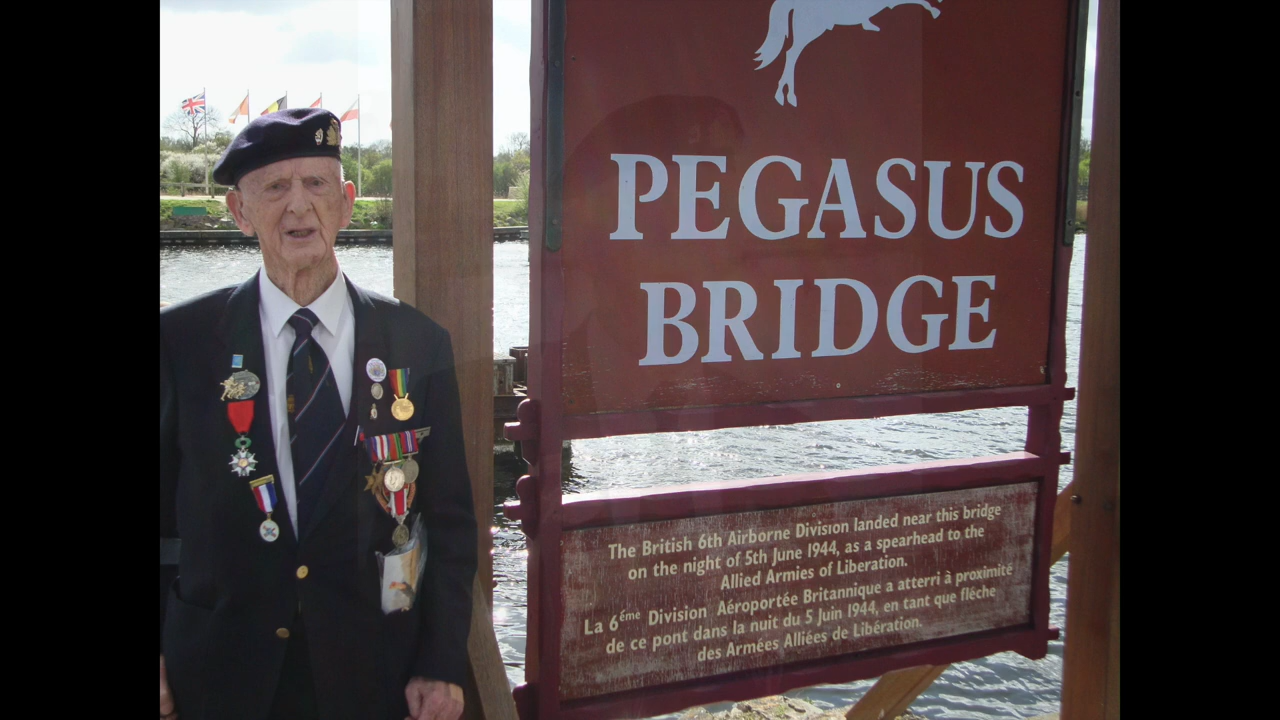 PEGASUS
BRIDGE
The British 6th Airborne Division landed near this bridge
on the night of 5th June 1944, as a spearhead to the
Allied Armies of Liberation.
La 6éme Division Aéroportée Britannique a atterri à proximité
de ce pont dans la nuit du 5 Juin 1944, en tant que flêche
des Armées Alliées de Libération.